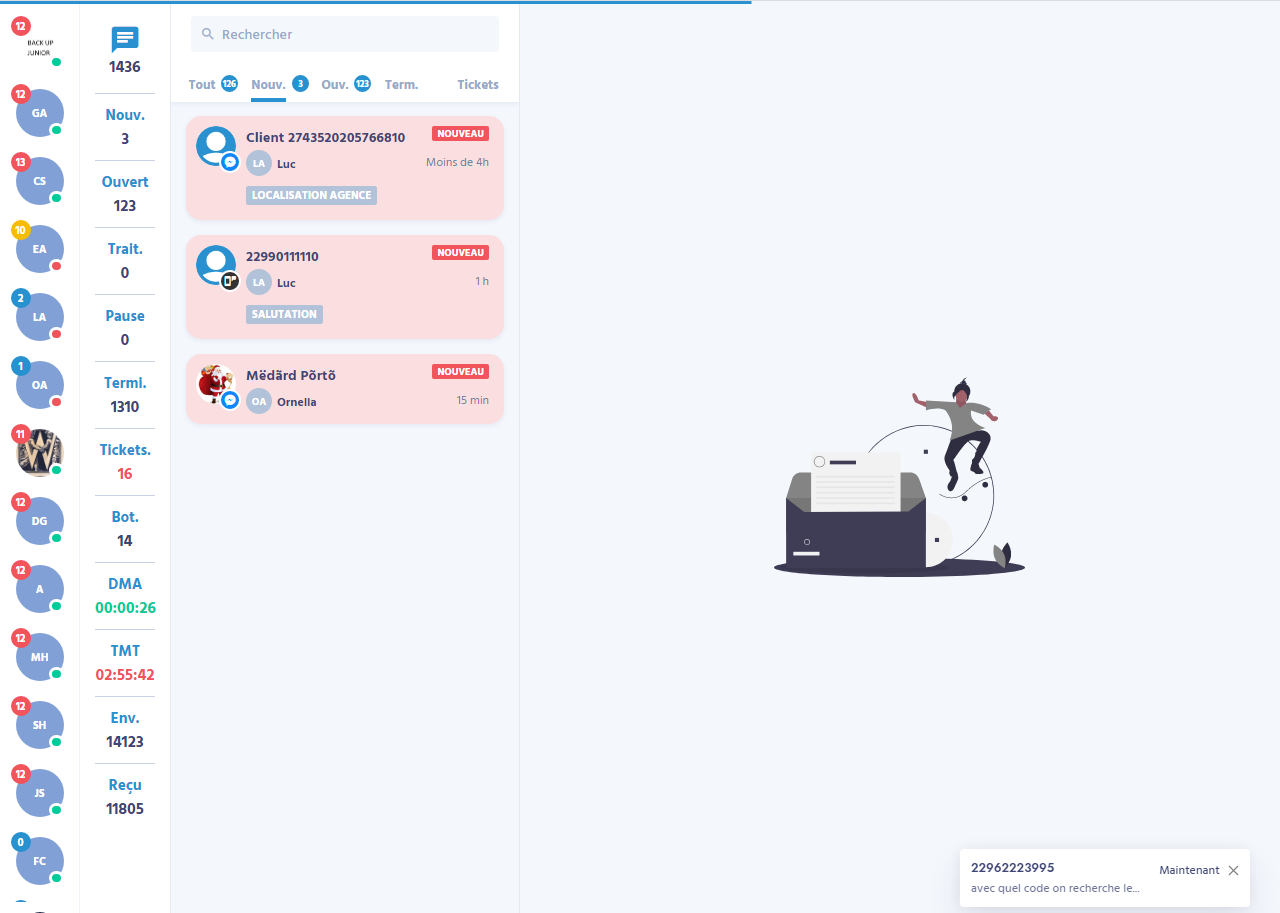 12
BACK UP
JUNIOR
12
GA
13
CS
10
EA
2
LA
1
OA
11
W
12
DG
12
A
12
MH
12
SH
12
JS
0
FC
1436
Nouv.
3
Ouvert
123
Trait.
0
Pause
0
Termi.
1310
Tickets.
16
Bot.
14
DMA
00:00:26
TMT
02:55:42
Env.
14123
Reçu
11805
Rechercher
Tout 126 Nouv. 3 Ouv. 123 Term. Tickets
Client 2743520205766810 NOUVEAU
LA Luc Moins de 4h
LOCALISATION AGENCE
22990111110 NOUVEAU
LA Luc 1 h
SALUTATION
Mëdãrd Põrtõ NOUVEAU
OA Ornella 15 min
22962223995 Maintenant
avec quel code on recherche le...